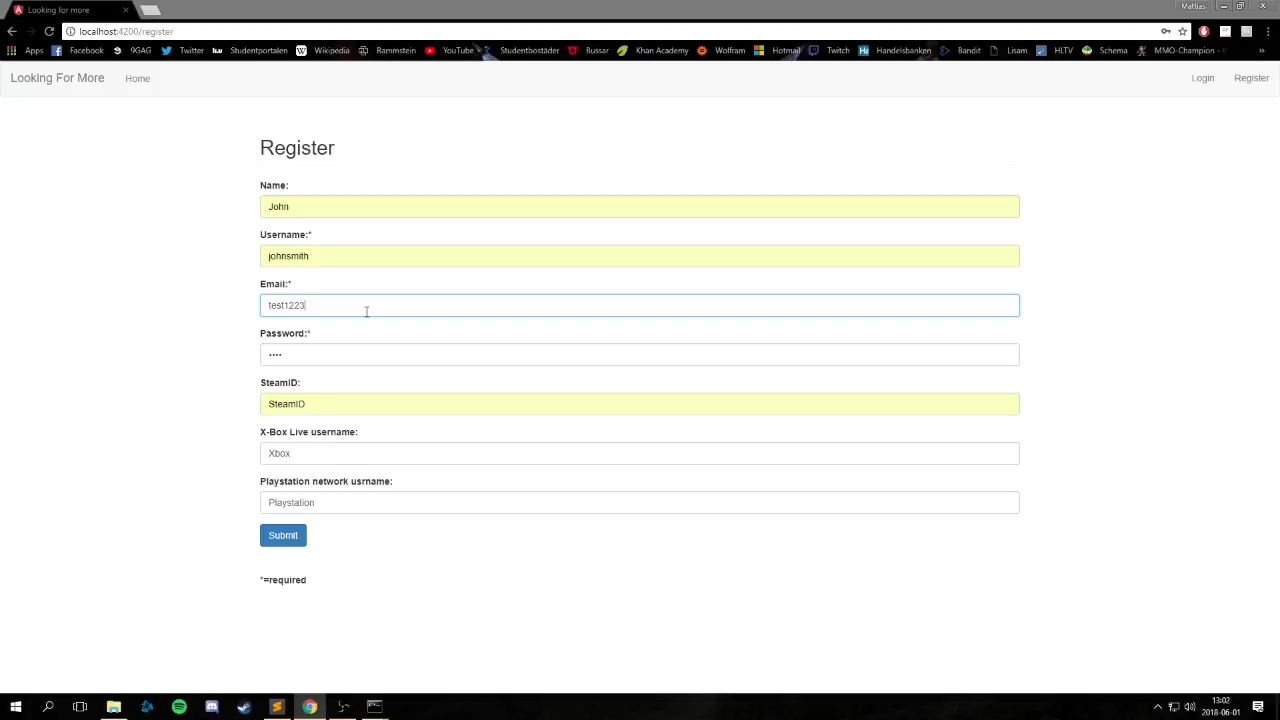 Looking for more
Mattias
localhost:4200/register
Apps Facebook 9GAG Twitter Studentportalen Wikipedia Rammstein YouTube Studentbostäder Bussar Khan Academy Wolfram Hotmail Twitch Handelsbanken Bandit Lisam HLTV Schema MMO-Champion -
Looking For More Home Login Register
Register
Name:
John
Username:*
johnsmith
Email:*
test1223
Password:*
••••
SteamID:
SteamID
X-Box Live username:
Xbox
Playstation network usrname:
Playstation
Submit
*=required
13:02
2018-06-01